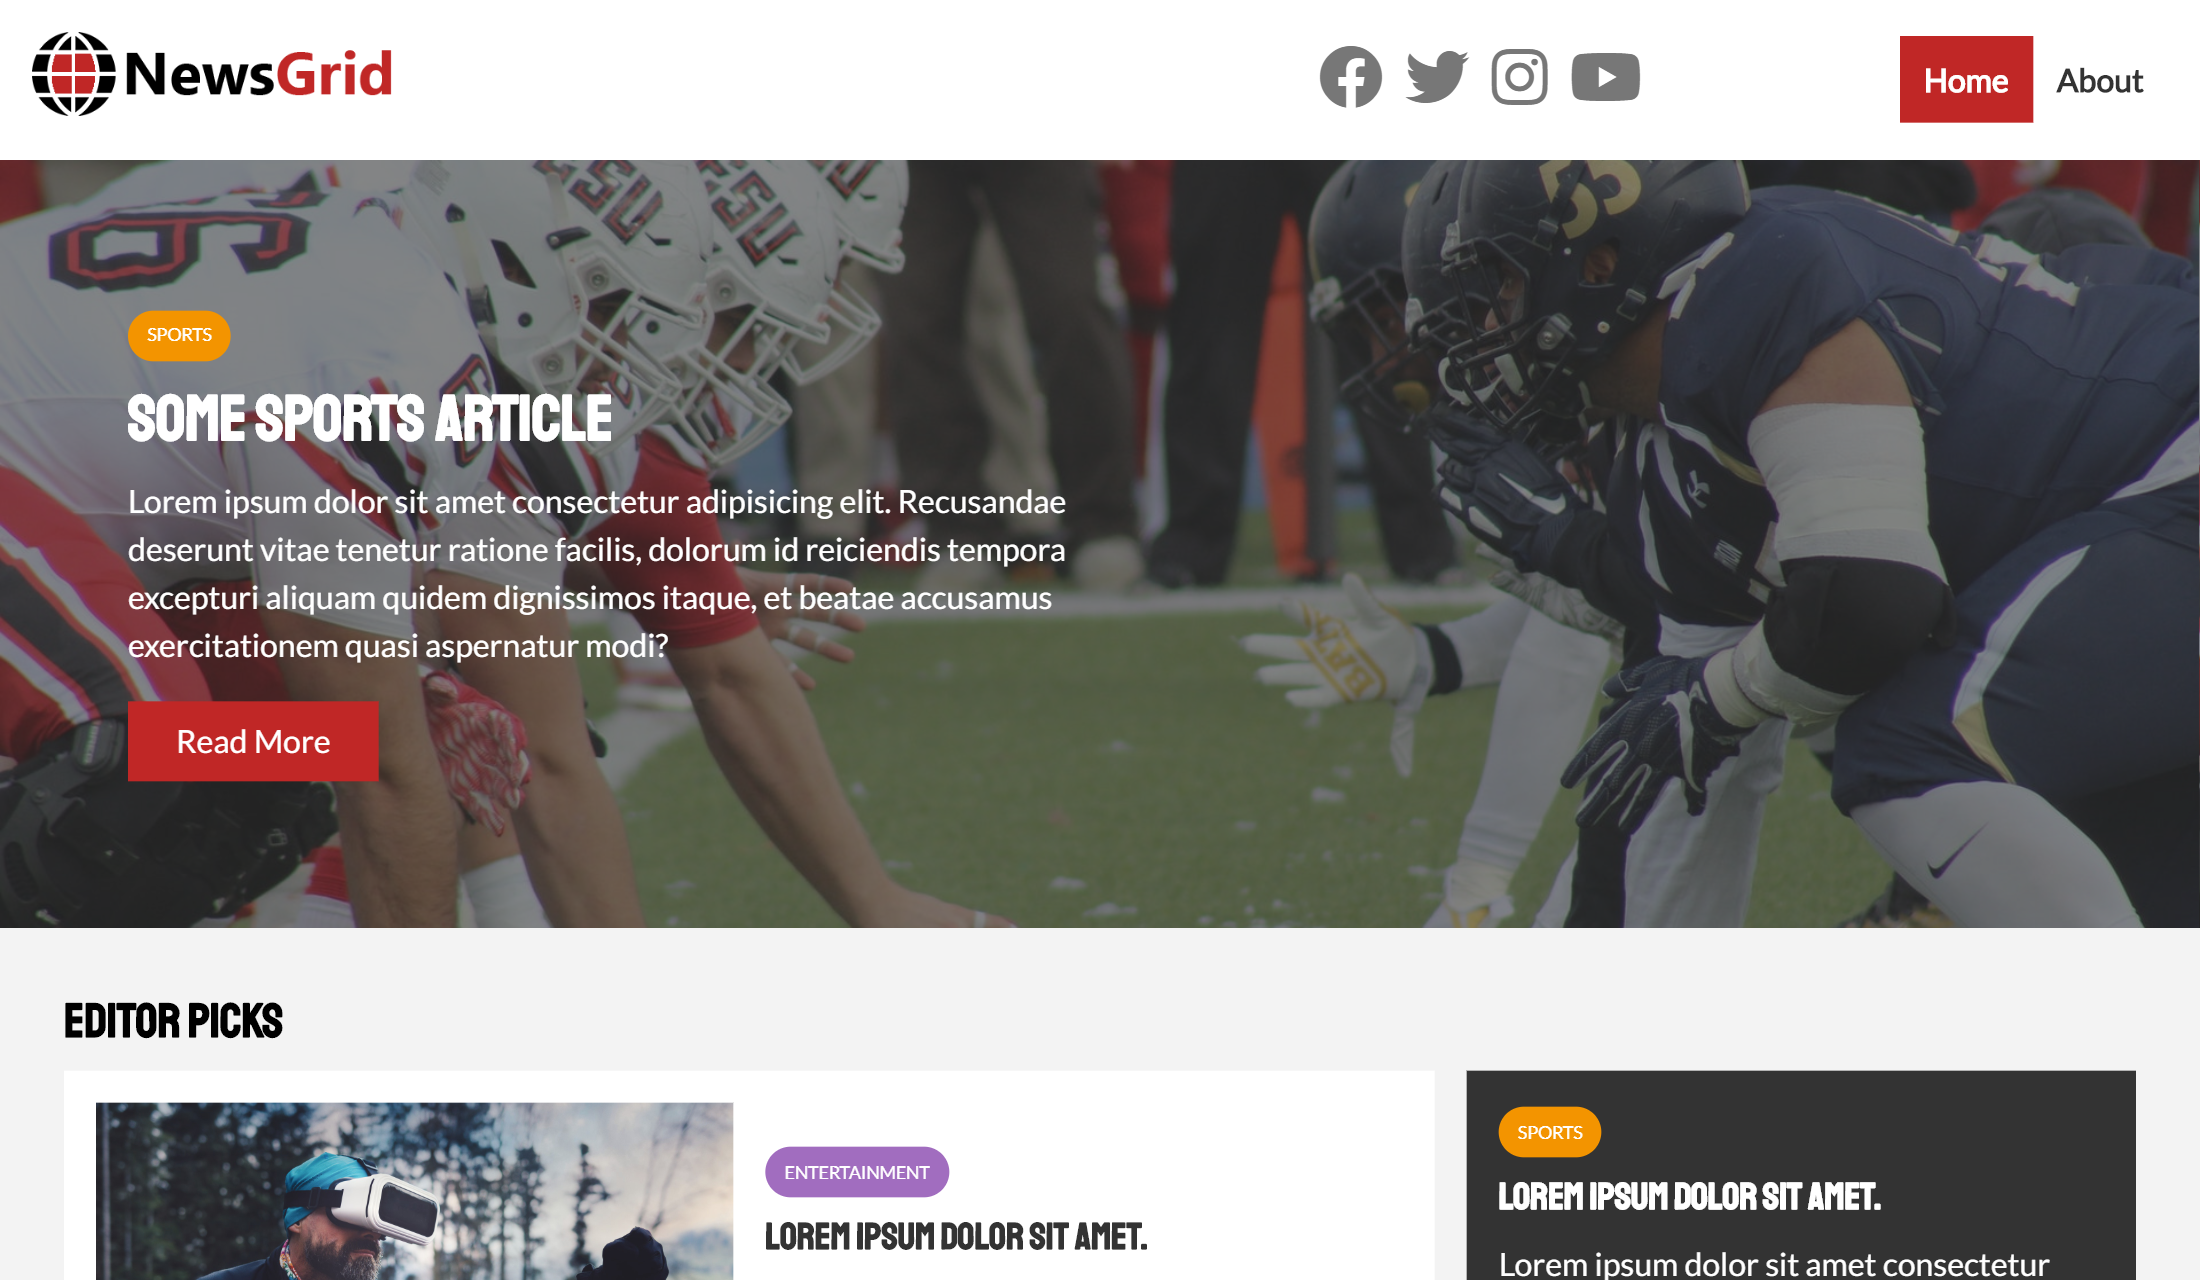 NewsGrid
Home
About
SPORTS
SOME SPORTS ARTICLE
Lorem ipsum dolor sit amet consectetur adipisicing elit. Recusandae
deserunt vitae tenetur ratione facilis, dolorum id reiciendis tempora
excepturi aliquam quidem dignissimos itaque, et beatae accusamus
exercitationem quasi aspernatur modi?
Read More
EDITOR PICKS
ENTERTAINMENT
LOREM IPSUM DOLOR SIT AMET.
SPORTS
LOREM IPSUM DOLOR SIT AMET.
Lorem ipsum dolor sit amet consectetur